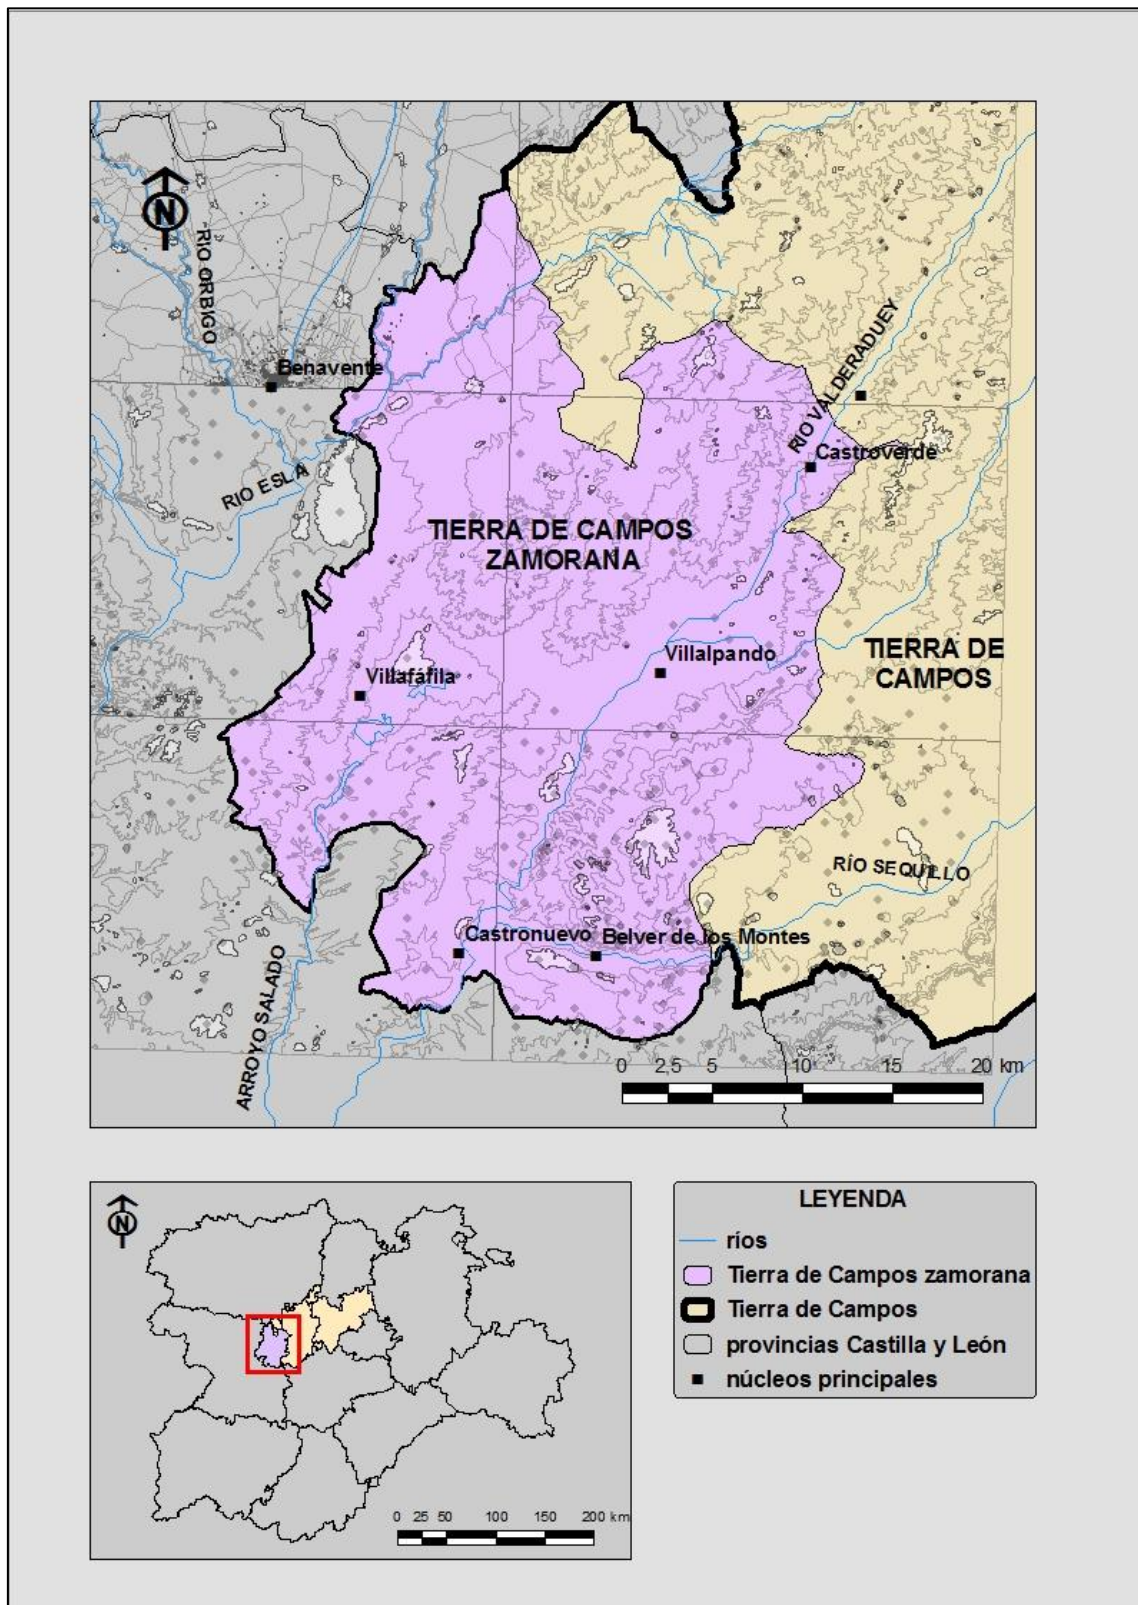 N
RIO ORBIGO
Benavente
RIO VALDERADUEY
Castroverde
RIO ESLA
TIERRA DE CAMPOS
ZAMORANA
TIERRA DE
CAMPOS
Villalpando
Villafáfila
RÍO SEQUILLO
Castronuevo
Belver de los Montes
ARROYO SALADO
0 2,5 5 10 15 20 km
N
0 25 50 100 150 200 km
LEYENDA
ríos
Tierra de Campos zamorana
Tierra de Campos
provincias Castilla y León
núcleos principales